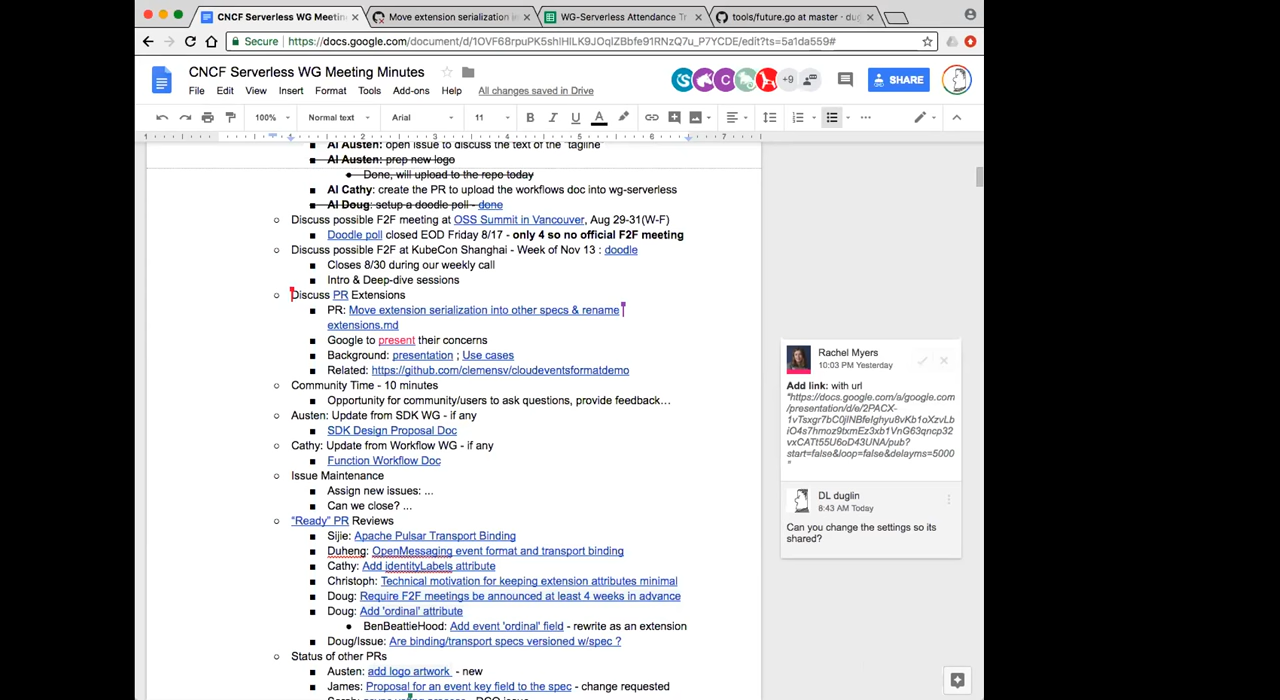 CNCF Serverless WG Meetin
Move extension serialization in
WG-Serverless Attendance T
tools/future.go at master · dug
Secure
https://docs.google.com/document/d/1OVF68rpuPK5shIHILK9JOqlZBbfe91RNzQ7u_P7YCDE/edit?ts=5a1da559#
CNCF Serverless WG Meeting Minutes
+9
SHARE
File Edit View Insert Format Tools Add-ons Help All changes saved in Drive
100% Normal text Arial 11
AI Austen: open issue to discuss the text of the "tagline"
AI Austen: prep new logo
Done, will upload to the repo today
AI Cathy: create the PR to upload the workflows doc into wg-serverless
AI Doug: setup a doodle poll - done
Discuss possible F2F meeting at OSS Summit in Vancouver, Aug 29-31(W-F)
Doodle poll closed EOD Friday 8/17 - only 4 so no official F2F meeting
Discuss possible F2F at KubeCon Shanghai - Week of Nov 13 : doodle
Closes 8/30 during our weekly call
Intro & Deep-dive sessions
Discuss PR Extensions
PR: Move extension serialization into other specs & rename
extensions.md
Google to present their concerns
Background: presentation ; Use cases
Related: https://github.com/clemensv/cloudeventsformatdemo
Community Time - 10 minutes
Opportunity for community/users to ask questions, provide feedback…
Austen: Update from SDK WG - if any
SDK Design Proposal Doc
Cathy: Update from Workflow WG - if any
Function Workflow Doc
Issue Maintenance
Assign new issues: ...
Can we close? ...
"Ready" PR Reviews
Sijie: Apache Pulsar Transport Binding
Duheng: OpenMessaging event format and transport binding
Cathy: Add identityLabels attribute
Christoph: Technical motivation for keeping extension attributes minimal
Doug: Require F2F meetings be announced at least 4 weeks in advance
Doug: Add 'ordinal' attribute
BenBeattieHood: Add event 'ordinal' field - rewrite as an extension
Doug/Issue: Are binding/transport specs versioned w/spec ?
Status of other PRs
Austen: add logo artwork - new
James: Proposal for an event key field to the spec - change requested
Rachel Myers
10:03 PM Yesterday
Add link: with url
"https://docs.google.com/a/google.com
/presentation/d/e/2PACX-
DL duglin
8:43 AM Today
Can you change the settings so its
shared?